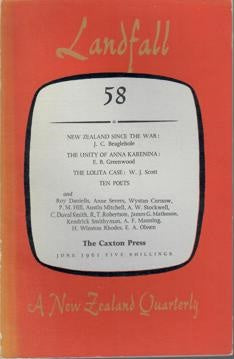 Landfall
58
NEW ZEALAND SINCE THE WAR:
J. C. Beaglehole
THE UNITY OF ANNA KARENINA:
E. B. Greenwood
THE LOLITA CASE: W. J. Scott
TEN POETS
and
Roy Daniells, Anne Severs, Wystan Curnow,
P. M. Hill, Austin Mitchell, A. W. Stockwell,
C. Duval Smith, R. T. Robertson, James G. Matheson,
Kendrick Smithyman, A. F. Manning,
H. Winston Rhodes, E. A. Olssen
The Caxton Press
JUNE 1961 FIVE SHILLINGS
A New Zealand Quarterly